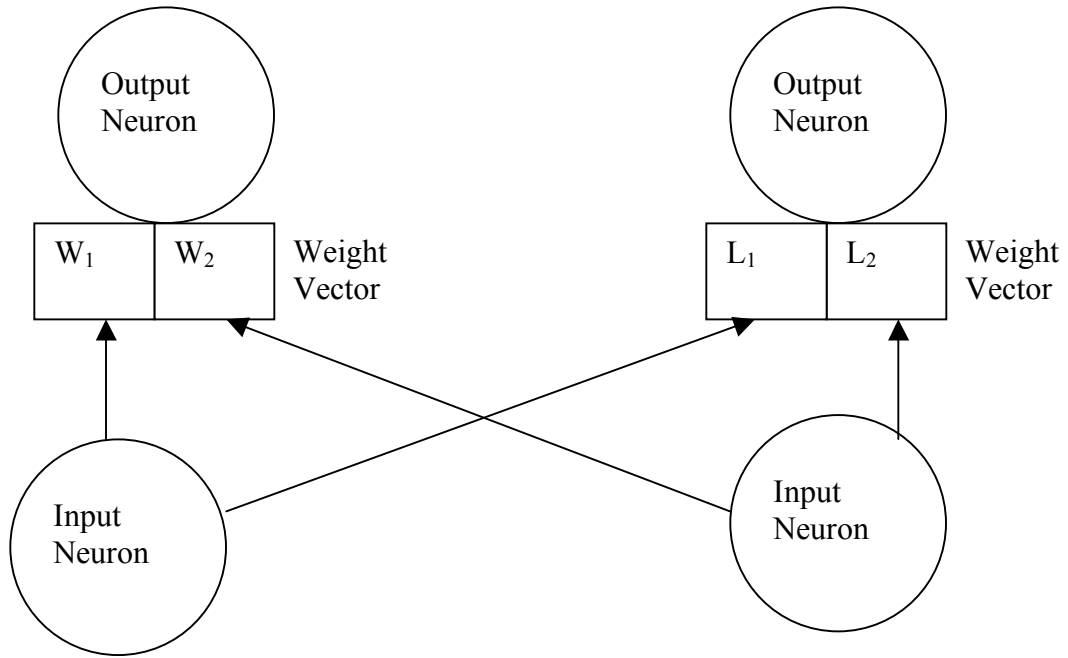 Output
Neuron
Output
Neuron
W₁
W₂
Weight
Vector
L₁
L₂
Weight
Vector
Input
Neuron
Input
Neuron